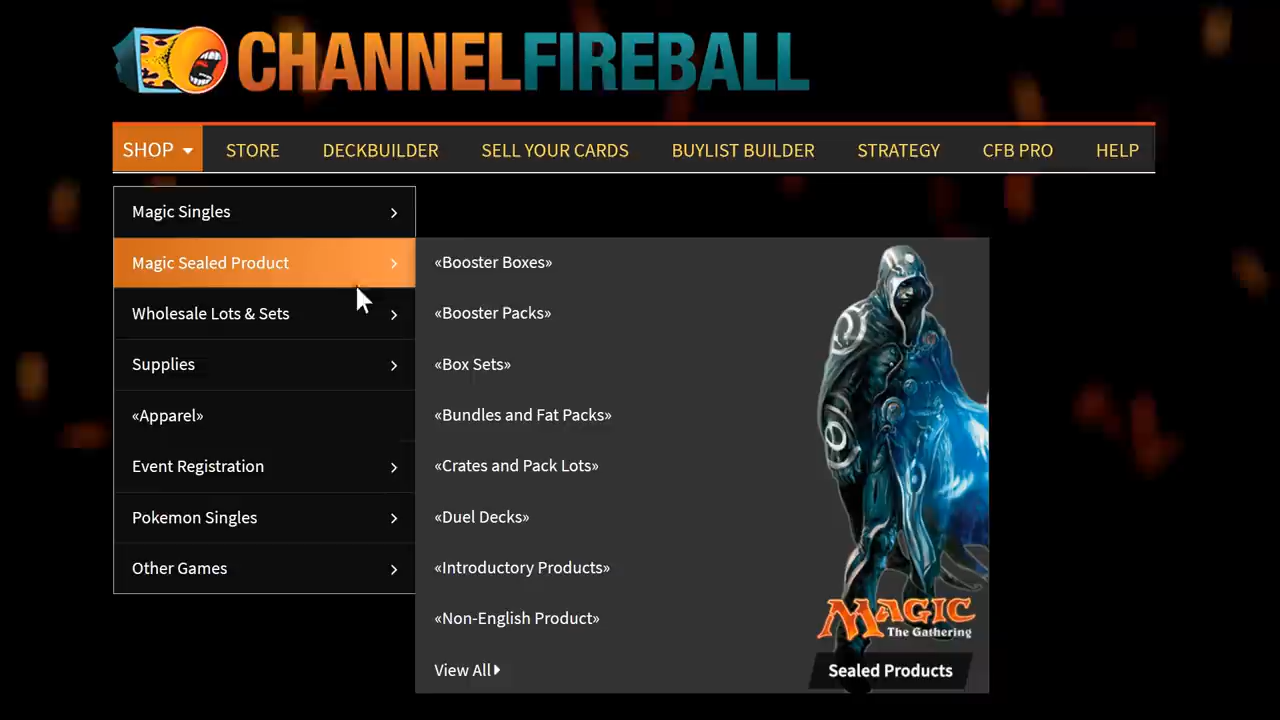 CHANNELFIREBALL
SHOP STORE DECKBUILDER SELL YOUR CARDS BUYLIST BUILDER STRATEGY CFB PRO HELP
Magic Singles
Magic Sealed Product
Wholesale Lots & Sets
Supplies
«Apparel»
Event Registration
Pokemon Singles
Other Games
«Booster Boxes»
«Booster Packs»
«Box Sets»
«Bundles and Fat Packs»
«Crates and Pack Lots»
«Duel Decks»
«Introductory Products»
«Non-English Product»
View All
MAGIC
The Gathering
Sealed Products